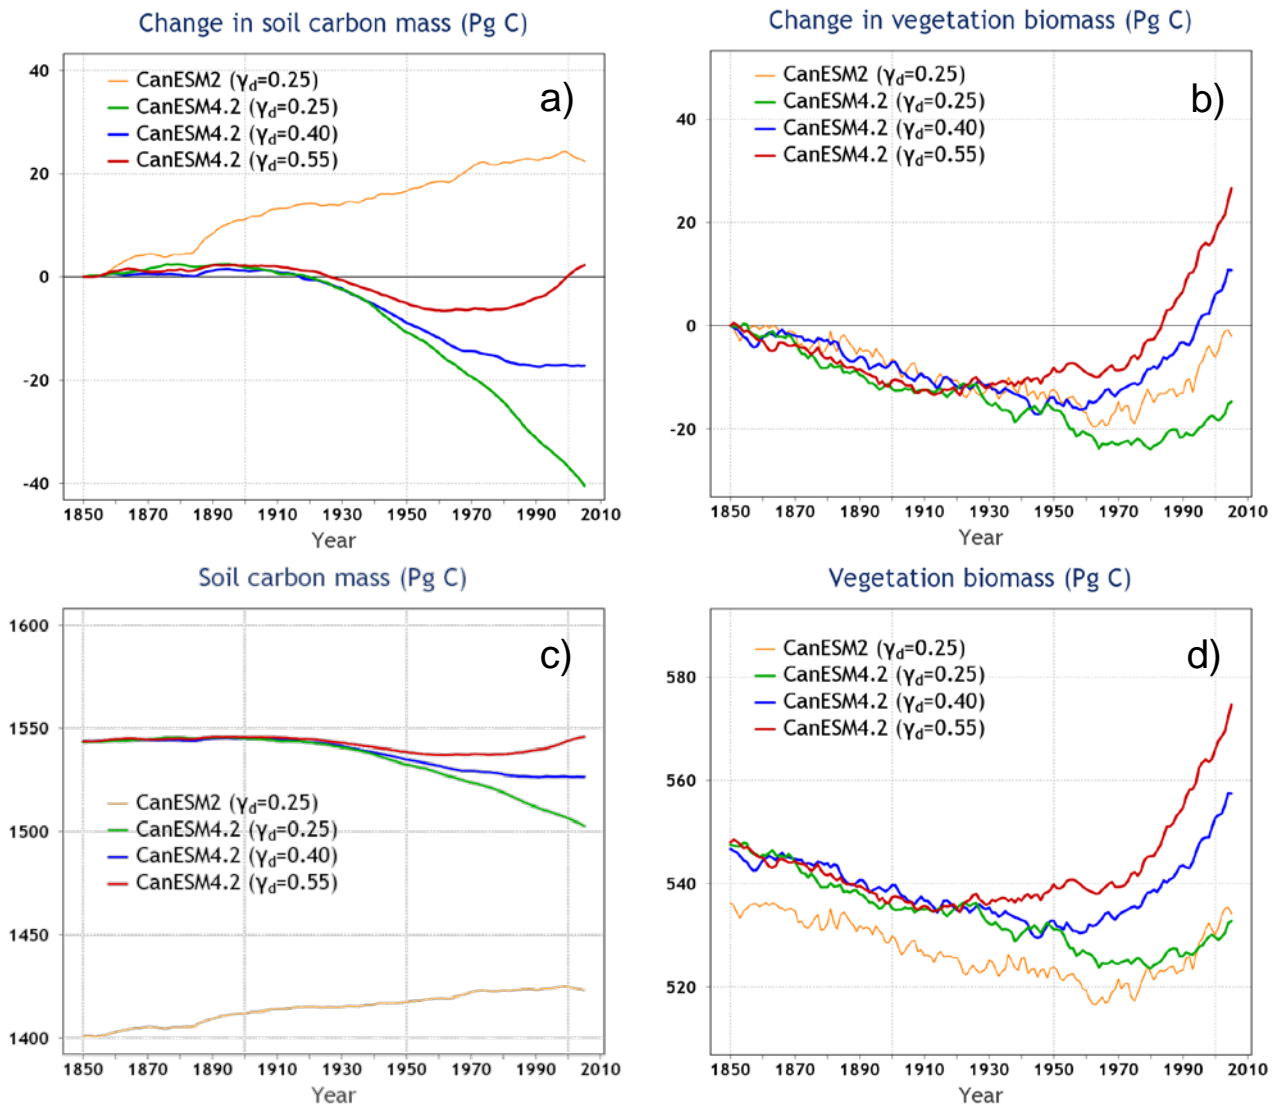 Change in soil carbon mass (Pg C)
a)
CanESM2 (γd=0.25)
CanESM4.2 (γd=0.25)
CanESM4.2 (γd=0.40)
CanESM4.2 (γd=0.55)
40
20
0
-20
-40
1850 1870 1890 1910 1930 1950 1970 1990 2010
Year
Change in vegetation biomass (Pg C)
b)
CanESM2 (γd=0.25)
CanESM4.2 (γd=0.25)
CanESM4.2 (γd=0.40)
CanESM4.2 (γd=0.55)
40
20
0
-20
1850 1870 1890 1910 1930 1950 1970 1990 2010
Year
Soil carbon mass (Pg C)
c)
1600
1550
1500
1450
1400
CanESM2 (γd=0.25)
CanESM4.2 (γd=0.25)
CanESM4.2 (γd=0.40)
CanESM4.2 (γd=0.55)
1850 1870 1890 1910 1930 1950 1970 1990 2010
Year
Vegetation biomass (Pg C)
d)
CanESM2 (γd=0.25)
CanESM4.2 (γd=0.25)
CanESM4.2 (γd=0.40)
CanESM4.2 (γd=0.55)
580
560
540
520
1850 1870 1890 1910 1930 1950 1970 1990 2010
Year